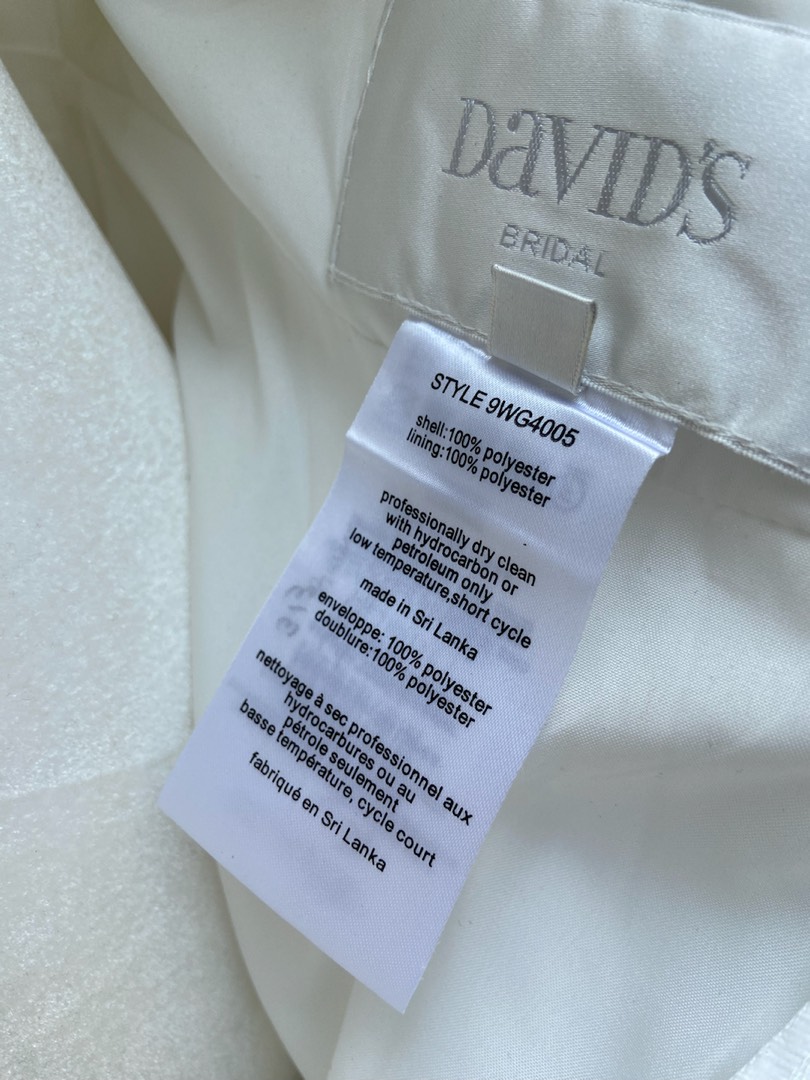 DaVID'S
BRIDAL
STYLE 9WG4005
shell:100% polyester
lining:100% polyester
professionally dry clean
with hydrocarbon or
petroleum only
low temperature,short cycle
made in Sri Lanka
enveloppe: 100% polyester
doublure:100% polyester
nettoyage à sec professionnel aux
hydrocarbures ou au
pétrole seulement
basse température, cycle court
fabriqué en Sri Lanka